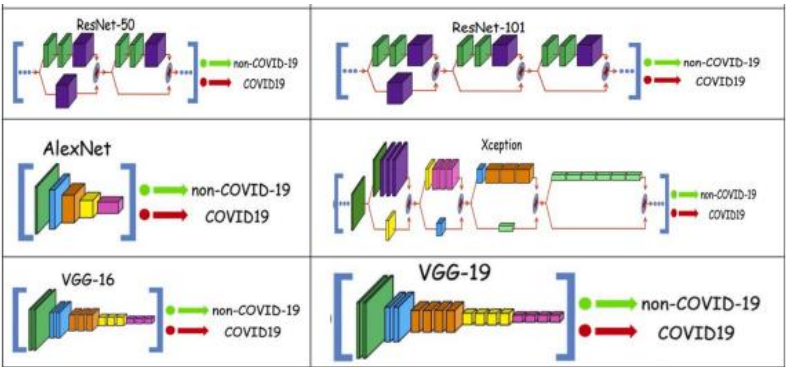 ResNet-50
non-COVID-19
COVID19
ResNet-101
non-COVID-19
COVID19
AlexNet
non-COVID-19
COVID19
Xception
non-COVID-19
COVID19
VGG-16
non-COVID-19
COVID19
VGG-19
non-COVID-19
COVID19